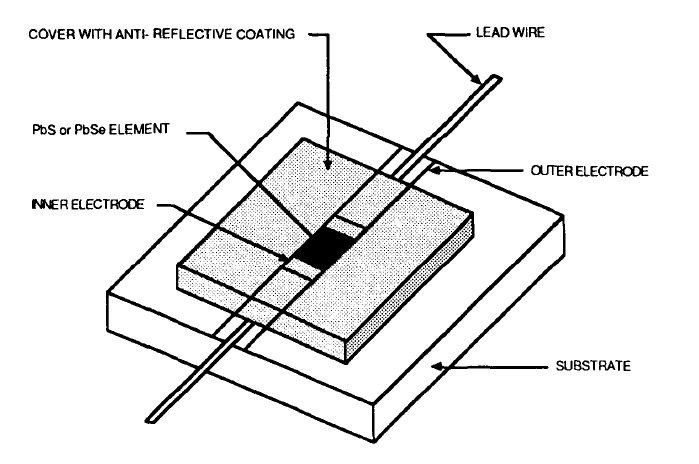 COVER WITH ANTI- REFLECTIVE COATING
LEAD WIRE
PbS or PbSe ELEMENT
OUTER ELECTRODE
INNER ELECTRODE
SUBSTRATE